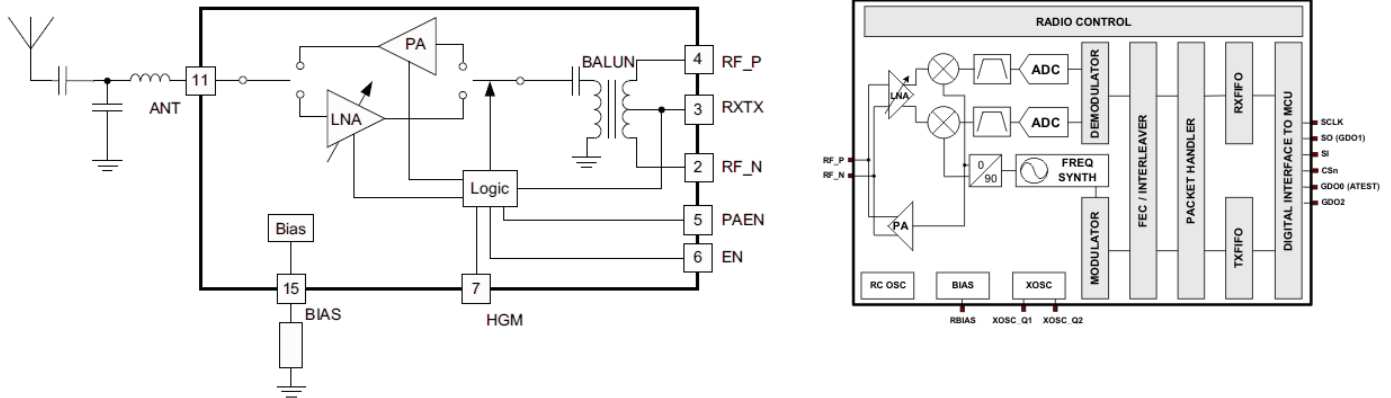 PA
BALUN
4
RF_P
11
3
RXTX
ANT
LNA
2
RF_N
Logic
5
PAEN
Bias
6
EN
15
7
BIAS
HGM
RADIO CONTROL
LNA
ADC
ADC
DEMODULATOR
FEC / INTERLEAVER
PACKET HANDLER
RXFIFO
DIGITAL INTERFACE TO MCU
SCLK
SO (GDO1)
SI
CSn
GDO0 (ATEST)
GDO2
RF_P
RF_N
0
90
FREQ
SYNTH
PA
MODULATOR
TXFIFO
RC OSC
BIAS
XOSC
RBIAS
XOSC_Q1
XOSC_Q2